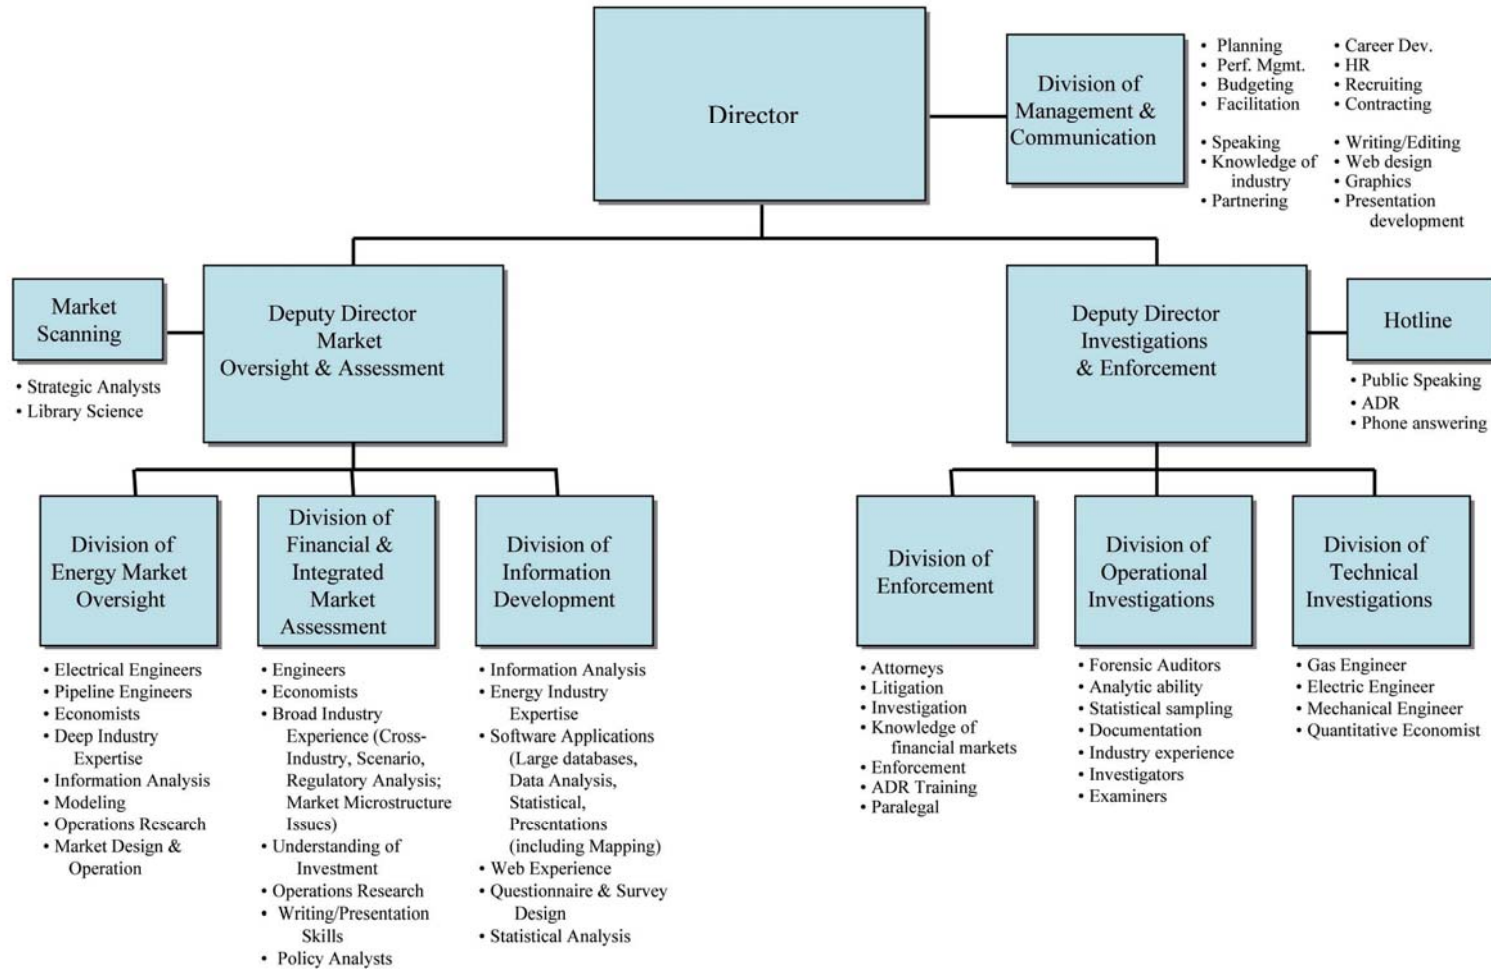 Director
Division of
Management &
Communication
• Planning
• Perf. Mgmt.
• Budgeting
• Facilitation
• Speaking
• Knowledge of
industry
• Partnering
• Career Dev.
• HR
• Recruiting
• Contracting
• Writing/Editing
• Web design
• Graphics
• Presentation
development
Market
Scanning
• Strategic Analysts
• Library Science
Deputy Director
Market
Oversight & Assessment
Deputy Director
Investigations
& Enforcement
Hotline
• Public Speaking
• ADR
• Phone answering
Division of
Energy Market
Oversight
• Electrical Engineers
• Pipeline Engineers
• Economists
• Deep Industry
Expertise
• Information Analysis
• Modeling
• Operations Research
• Market Design &
Operation
Division of
Financial &
Integrated
Market
Assessment
• Engineers
• Economists
• Broad Industry
Experience (Cross-
Industry, Scenario,
Regulatory Analysis;
Market Microstructure
Issues)
• Understanding of
Investment
• Operations Research
• Writing/Presentation
Skills
• Policy Analysts
Division of
Information
Development
• Information Analysis
• Energy Industry
Expertise
• Software Applications
(Large databases,
Data Analysis,
Statistical,
Presentations
(including Mapping)
• Web Experience
• Questionnaire & Survey
Design
• Statistical Analysis
Division of
Enforcement
• Attorneys
• Litigation
• Investigation
• Knowledge of
financial markets
• Enforcement
• ADR Training
• Paralegal
Division of
Operational
Investigations
• Forensic Auditors
• Analytic ability
• Statistical sampling
• Documentation
• Industry experience
• Investigators
• Examiners
Division of
Technical
Investigations
• Gas Engineer
• Electric Engineer
• Mechanical Engineer
• Quantitative Economist